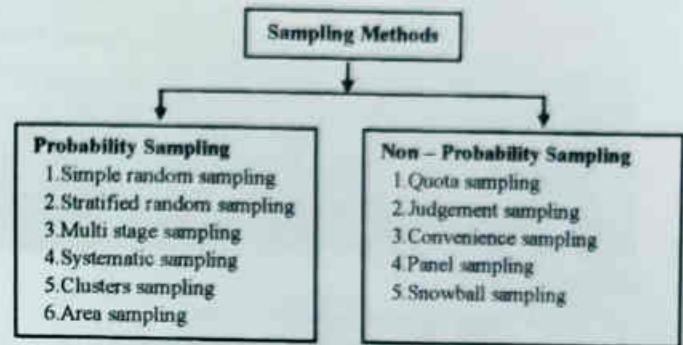 Sampling Methods
Probability Sampling
1.Simple random sampling
2.Stratified random sampling
3.Multi stage sampling
4.Systematic sampling
5.Clusters sampling
6.Area sampling
Non – Probability Sampling
1.Quota sampling
2.Judgement sampling
3.Convenience sampling
4.Panel sampling
5.Snowball sampling